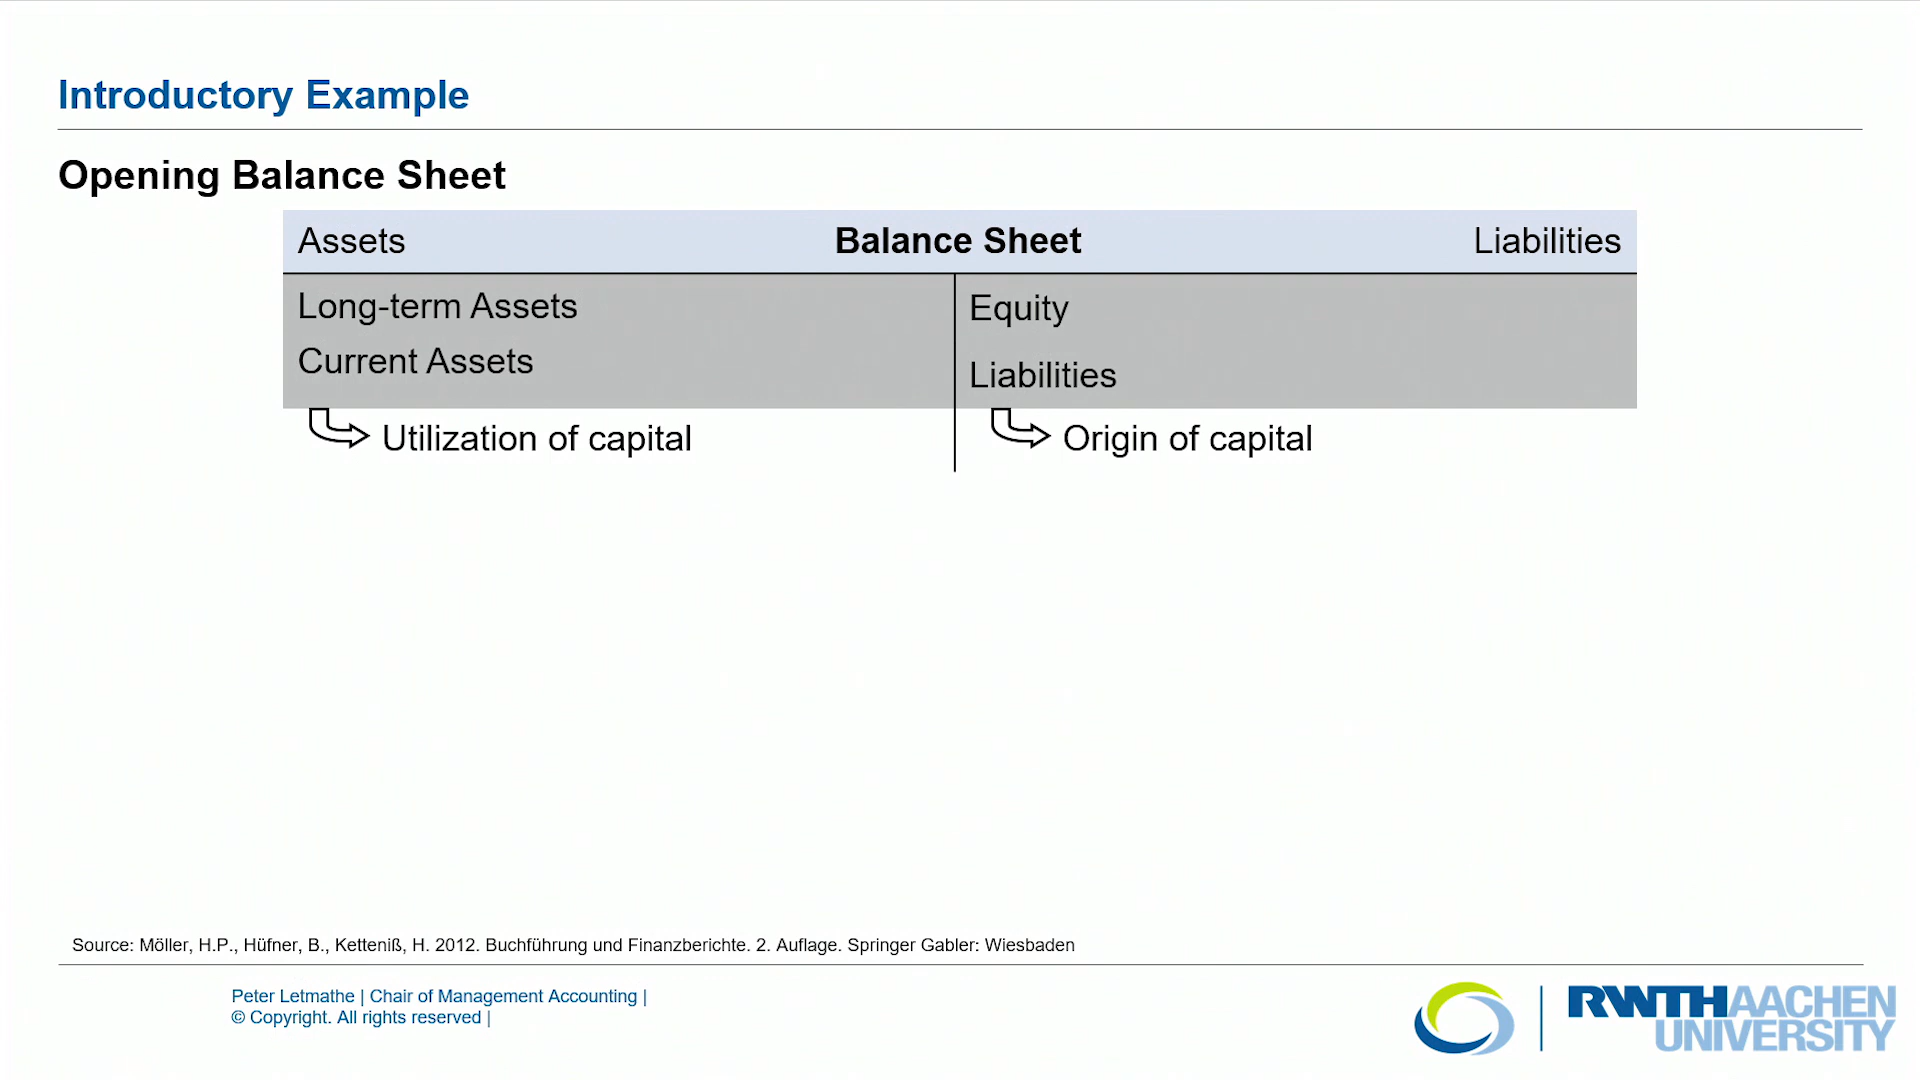 Introductory Example
Opening Balance Sheet
Assets Balance Sheet Liabilities
Long-term Assets Equity
Current Assets Liabilities
Utilization of capital Origin of capital
Source: Möller, H.P., Hüfner, B., Ketteniß, H. 2012. Buchführung und Finanzberichte. 2. Auflage. Springer Gabler: Wiesbaden
Peter Letmathe | Chair of Management Accounting |
© Copyright. All rights reserved |
RWTHAACHEN
UNIVERSITY